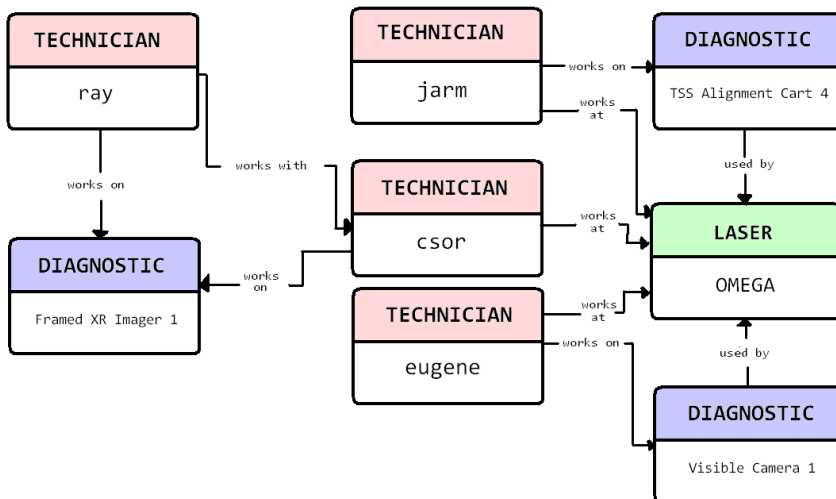 TECHNICIAN
ray
TECHNICIAN
jarm
DIAGNOSTIC
TSS Alignment Cart 4
works on
works
at
works on
works with
used by
TECHNICIAN
csor
works
at
LASER
OMEGA
DIAGNOSTIC
Framed XR Imager 1
works
on
TECHNICIAN
eugene
works
at
works on
used by
DIAGNOSTIC
Visible Camera 1